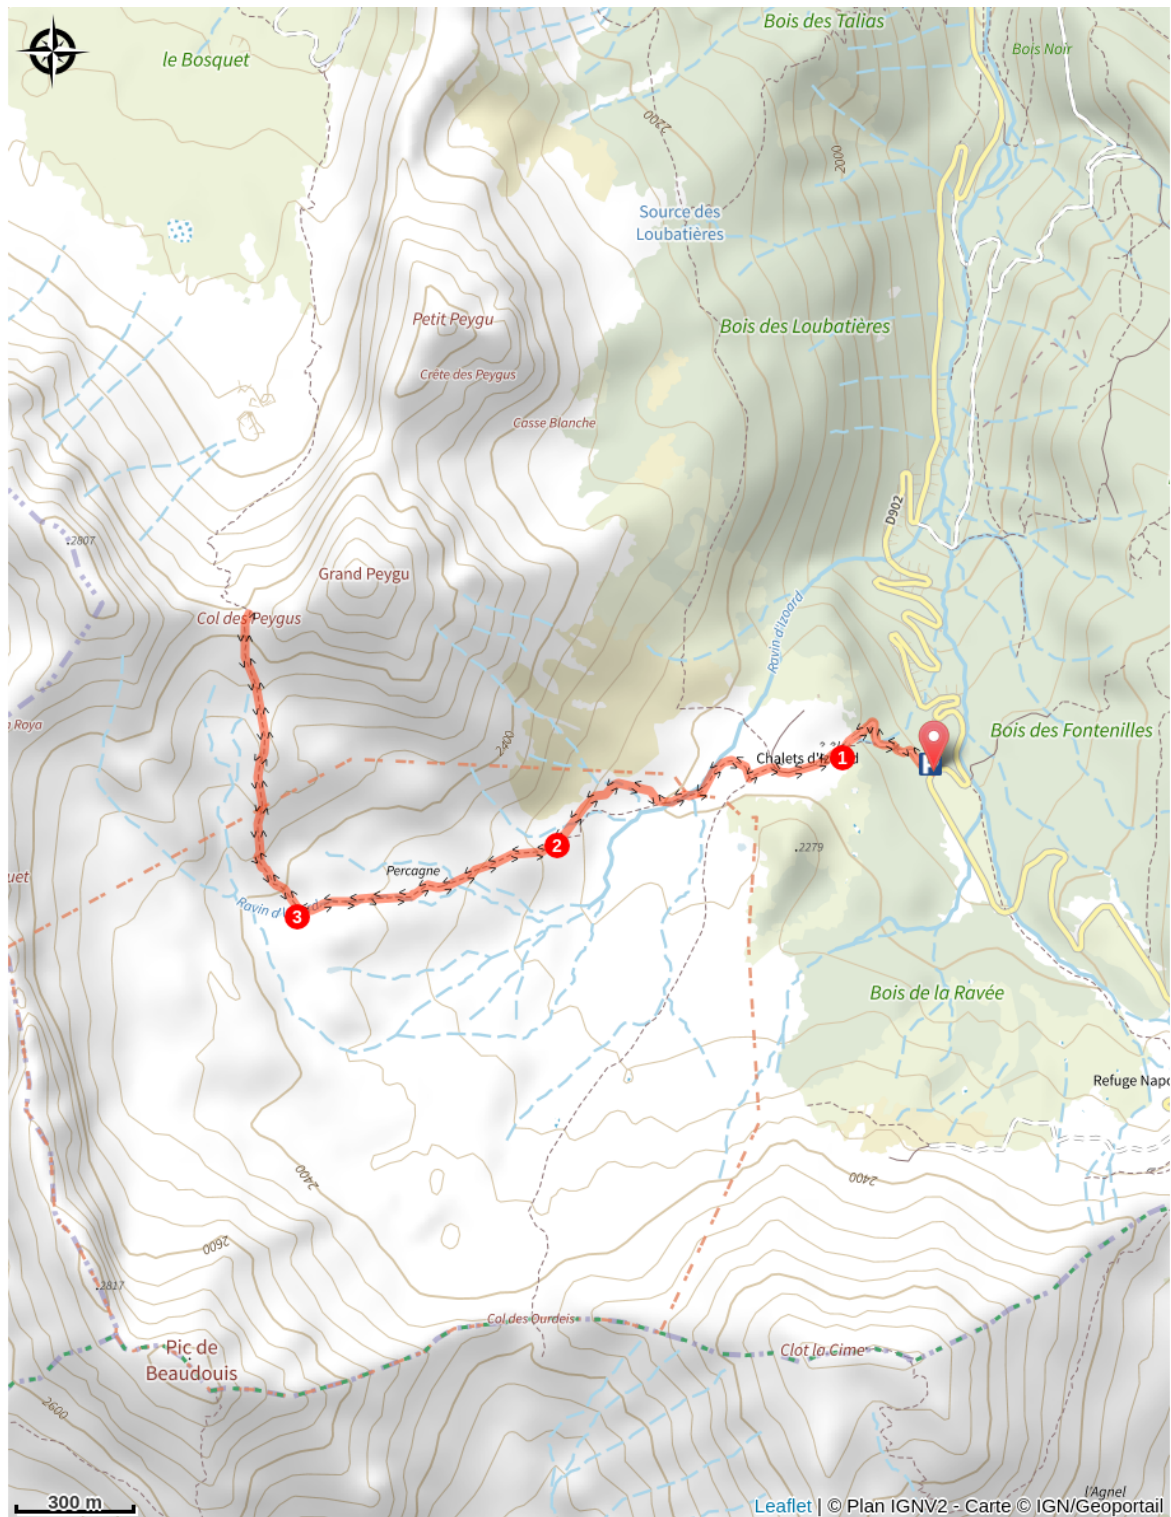 Bois des Talias
le Bosquet
Bois Noir
2200
2000
Source des
Loubatières
Petit Peygu
Bois des Loubatières
Crête des Peygus
Casse Blanche
D902
.2807
Grand Peygu
Col des Peygus
Ravin d'Izoard
Roya
2400
Bois des Fontenilles
Chalets d'Izoard
1
2
.2279
Percagne
uet
Ravin d'
3
Bois de la Ravée
Refuge Napo
2400
2400
2600
.2817
Col des Ourdeis
Pic de
Beaudouis
Clot la Cime
2600
l'Agnel
300 m
Leaflet | © Plan IGNV2 - Carte © IGN/Geoportail